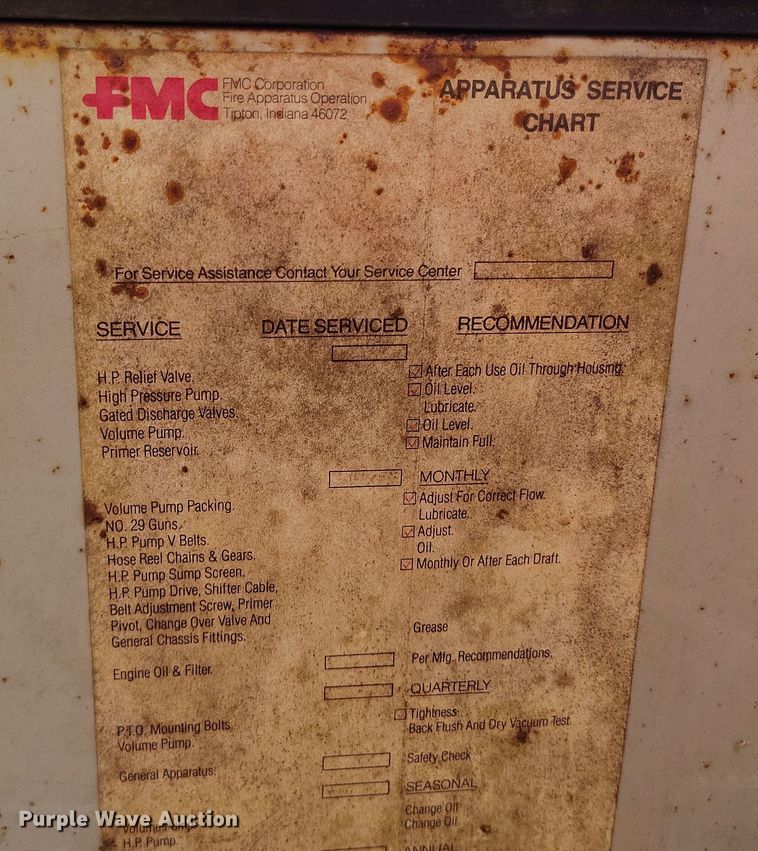 FMC
FMC Corporation
Fire Apparatus Operation
Tipton, Indiana 46072
APPARATUS SERVICE
CHART
For Service Assistance Contact Your Service Center
SERVICE DATE SERVICED RECOMMENDATION
H.P. Relief Valve. After Each Use Oil Through Housing.
High Pressure Pump. Oil Level.
Gated Discharge Valves. Lubricate.
Volume Pump. Oil Level.
Primer Reservoir. Maintain Full.
MONTHLY
Volume Pump Packing. Adjust For Correct Flow.
NO. 29 Guns. Lubricate.
H.P. Pump V Belts. Adjust.
Hose Reel Chains & Gears. Oil.
H.P. Pump Sump Screen. Monthly Or After Each Draft.
H.P. Pump Drive, Shifter Cable,
Belt Adjustment Screw, Primer
Pivot, Change Over Valve And
General Chassis Fittings. Grease
Engine Oil & Filter. Per Mfg. Recommendations.
QUARTERLY
P.T.O. Mounting Bolts. Tightness.
Volume Pump. Back Flush And Dry Vacuum Test
General Apparatus. Safety Check
SEASONAL
Volume Pump. Change Oil
H.P. Pump. Change Oil.
ANNUAL
Purple Wave Auction